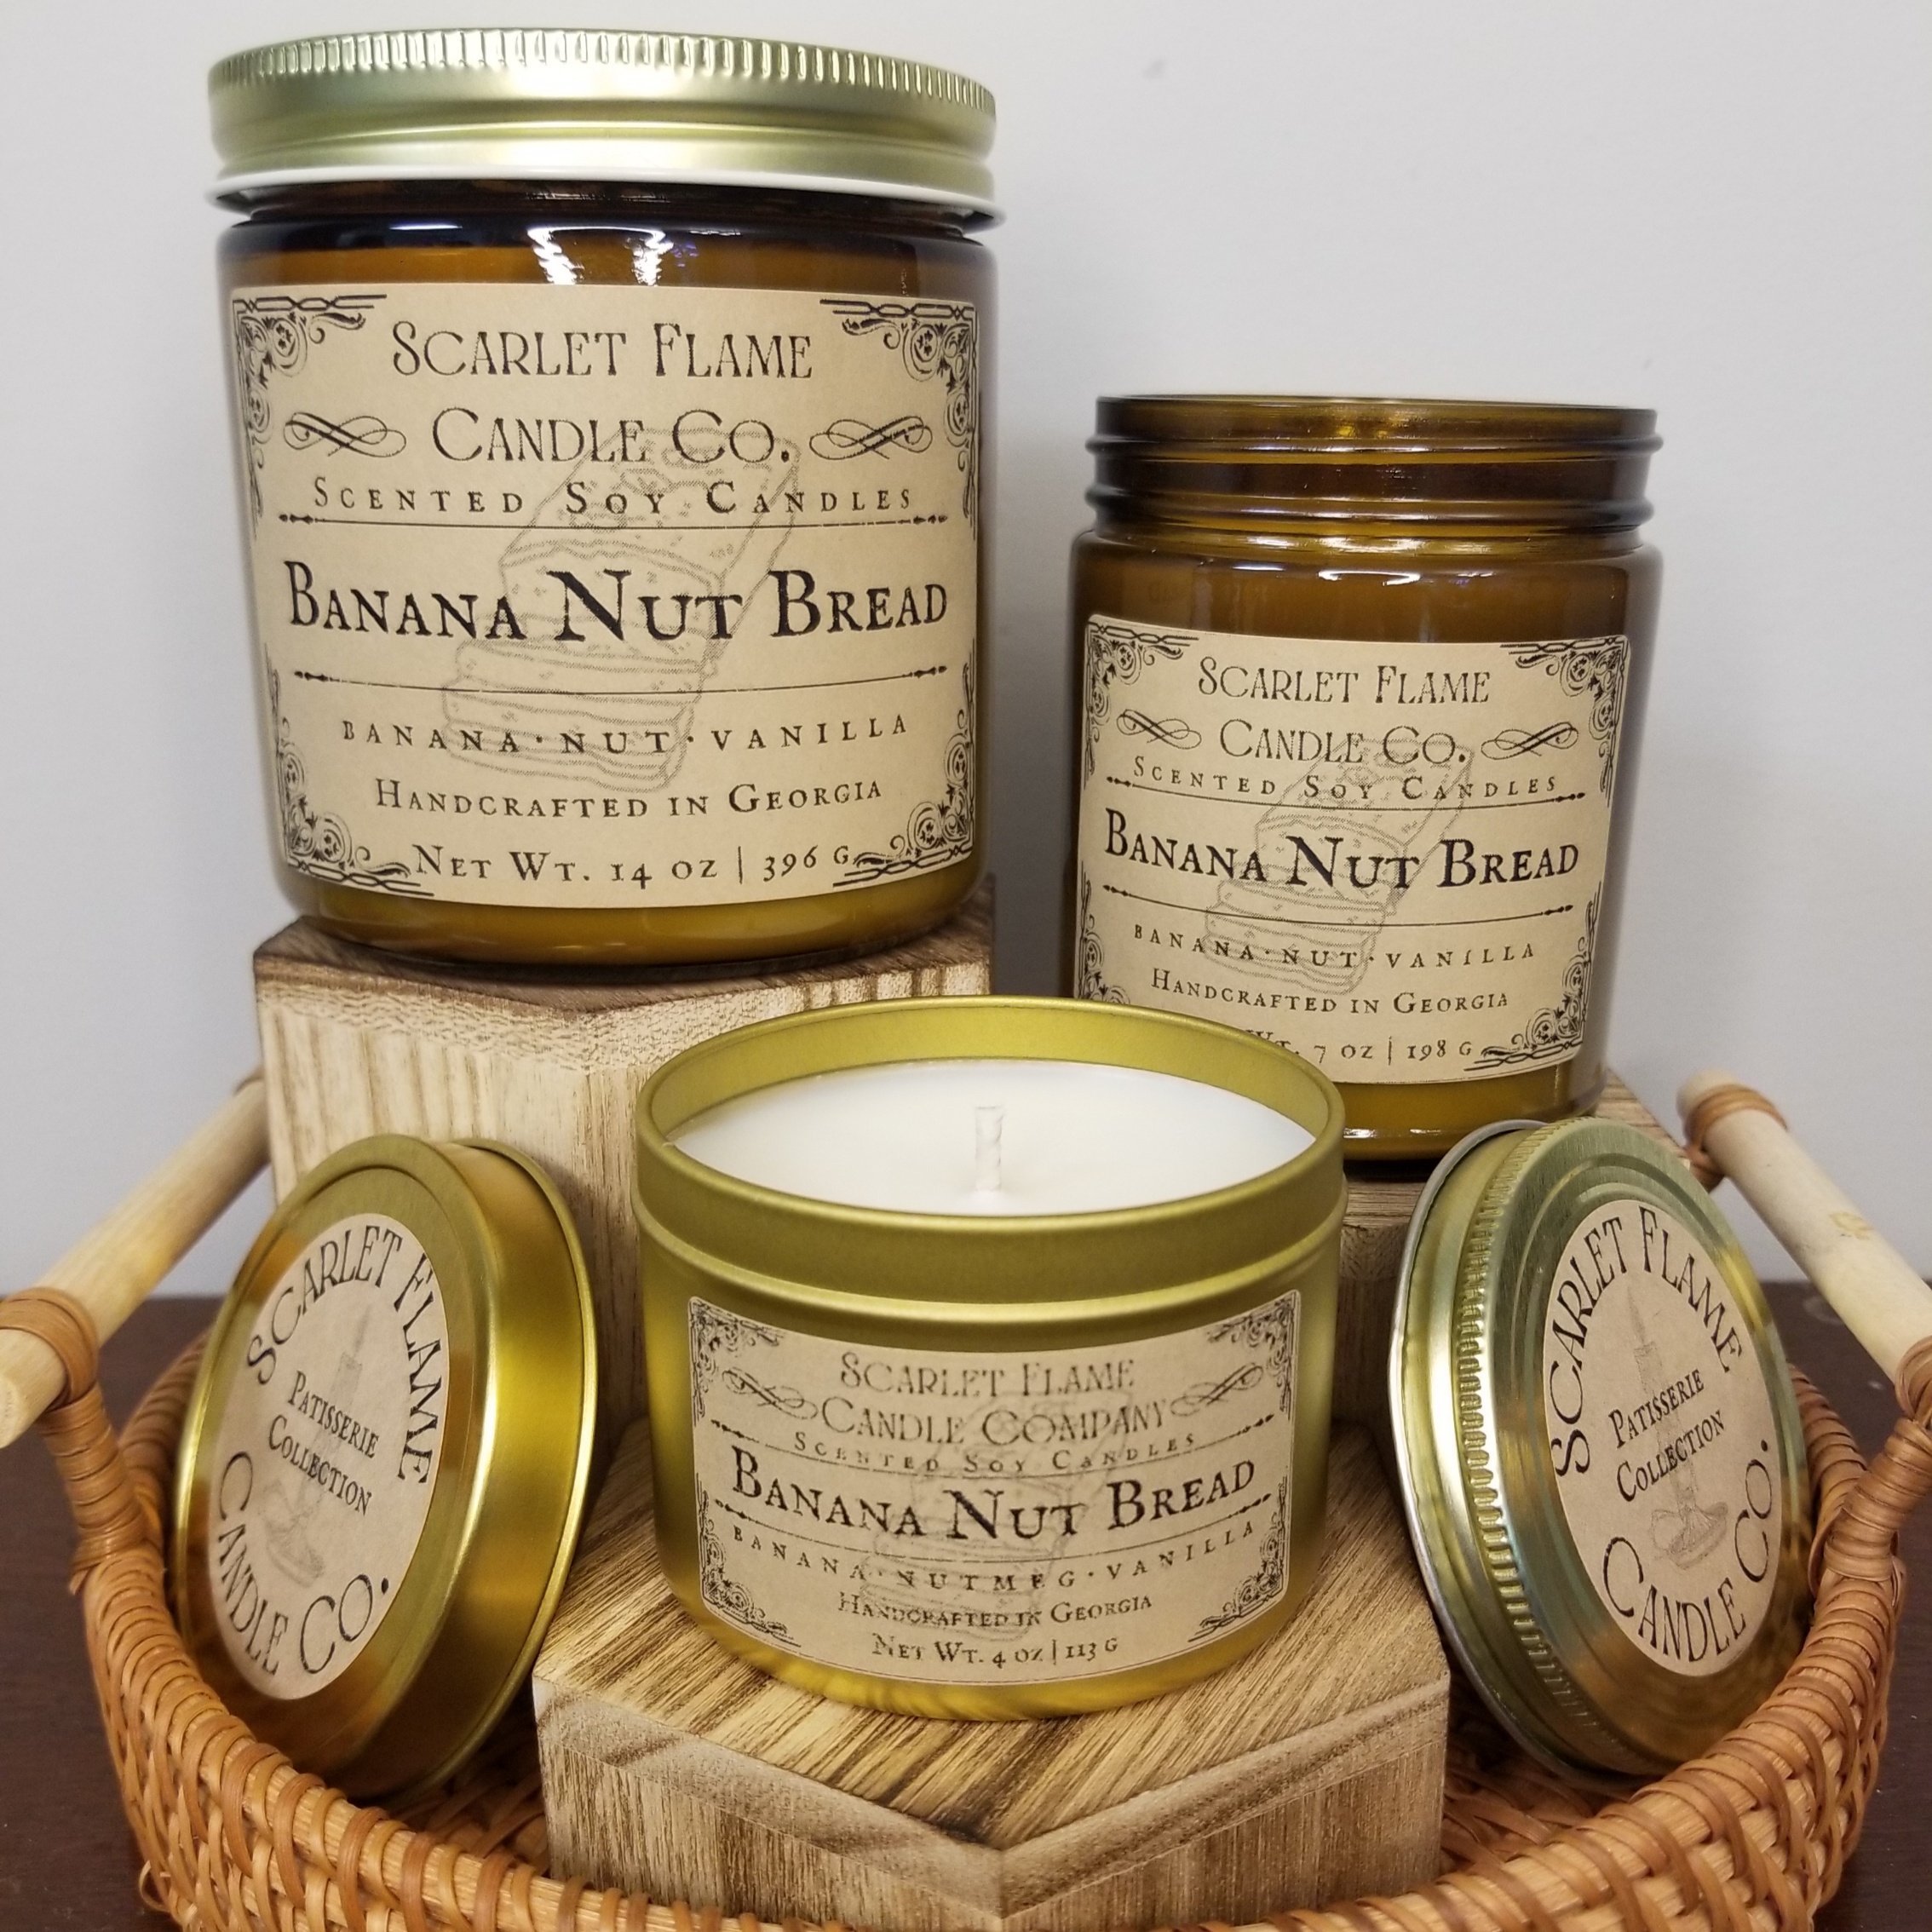 Scarlet Flame
Candle Co.
Scented Soy Candles
Banana Nut Bread
Banana·Nut·Vanilla
Handcrafted in Georgia
Net Wt. 14 oz | 396 g
Scarlet Flame
Candle Co.
Scented Soy Candles
Banana Nut Bread
Banana·Nut·Vanilla
Handcrafted in Georgia
Wt. 7 oz | 198 g
Scarlet Flame
Patisserie
Collection
Candle Co.
Scarlet Flame
Candle Company
Scented Soy Candles
Banana Nut Bread
Banana·Nutmeg·Vanilla
Handcrafted in Georgia
Net Wt. 4 oz | 113 g
Scarlet Flame
Patisserie
Collection
Candle Co.